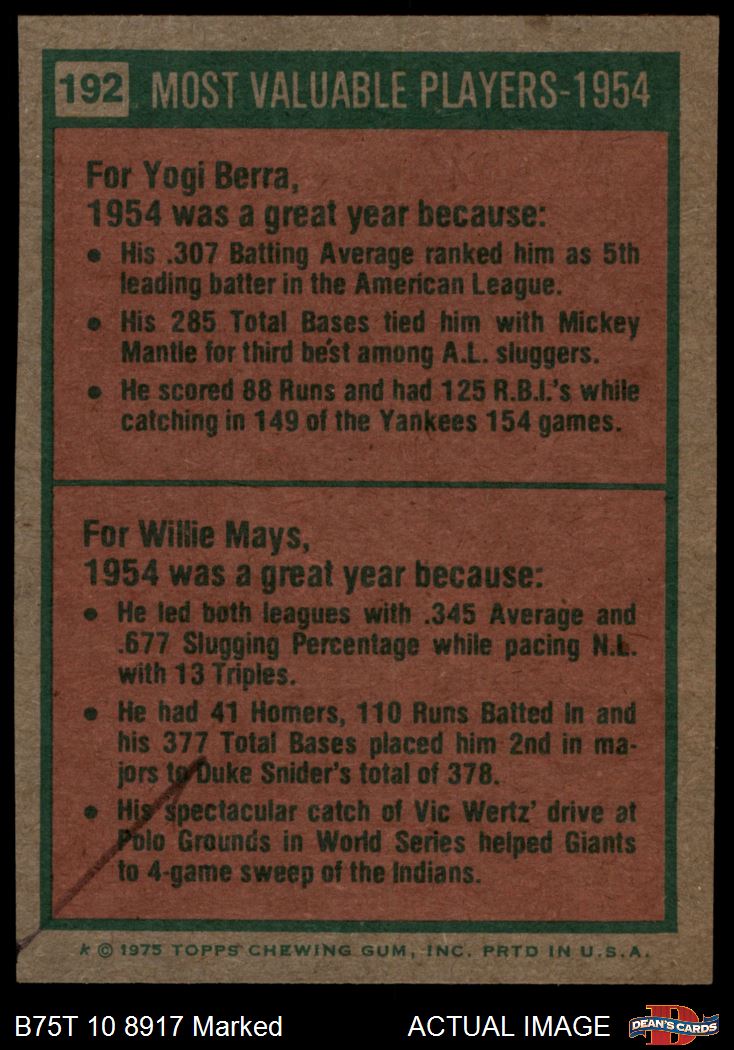 192 MOST VALUABLE PLAYERS-1954
For Yogi Berra,
1954 was a great year because:
• His .307 Batting Average ranked him as 5th
leading batter in the American League.
• His 285 Total Bases tied him with Mickey
Mantle for third best among A.L. sluggers.
• He scored 88 Runs and had 125 R.B.I.'s while
catching in 149 of the Yankees 154 games.
For Willie Mays,
1954 was a great year because:
• He led both leagues with .345 Average and
.677 Slugging Percentage while pacing N.L.
with 13 Triples.
• He had 41 Homers, 110 Runs Batted In and
his 377 Total Bases placed him 2nd in ma-
jors to Duke Snider's total of 378.
• His spectacular catch of Vic Wertz' drive at
Polo Grounds in World Series helped Giants
to 4-game sweep of the Indians.
k © 1975 TOPPS CHEWING GUM, INC. PRTD IN U.S.A.
B75T 10 8917 Marked ACTUAL IMAGE DEAN'S CARDS